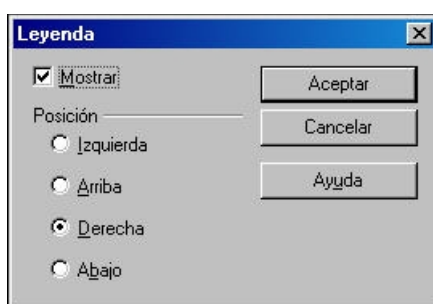 Leyenda
Mostrar
Posición
Izquierda
Arriba
Derecha
Abajo
Aceptar
Cancelar
Ayuda